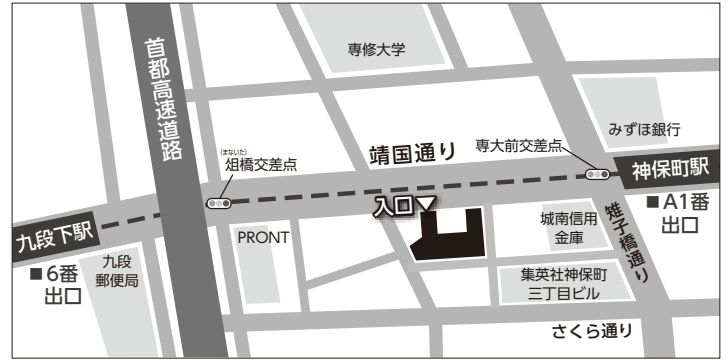 首都高速道路
専修大学
みずほ銀行
靖国通り
専大前交差点
(まないた)
俎橋交差点
神保町駅
■A1番
出口
入口▽
九段下駅
■6番
出口
九段
郵便局
PRONT
城南信用
金庫
雉子橋通り
集英社神保町
三丁目ビル
さくら通り